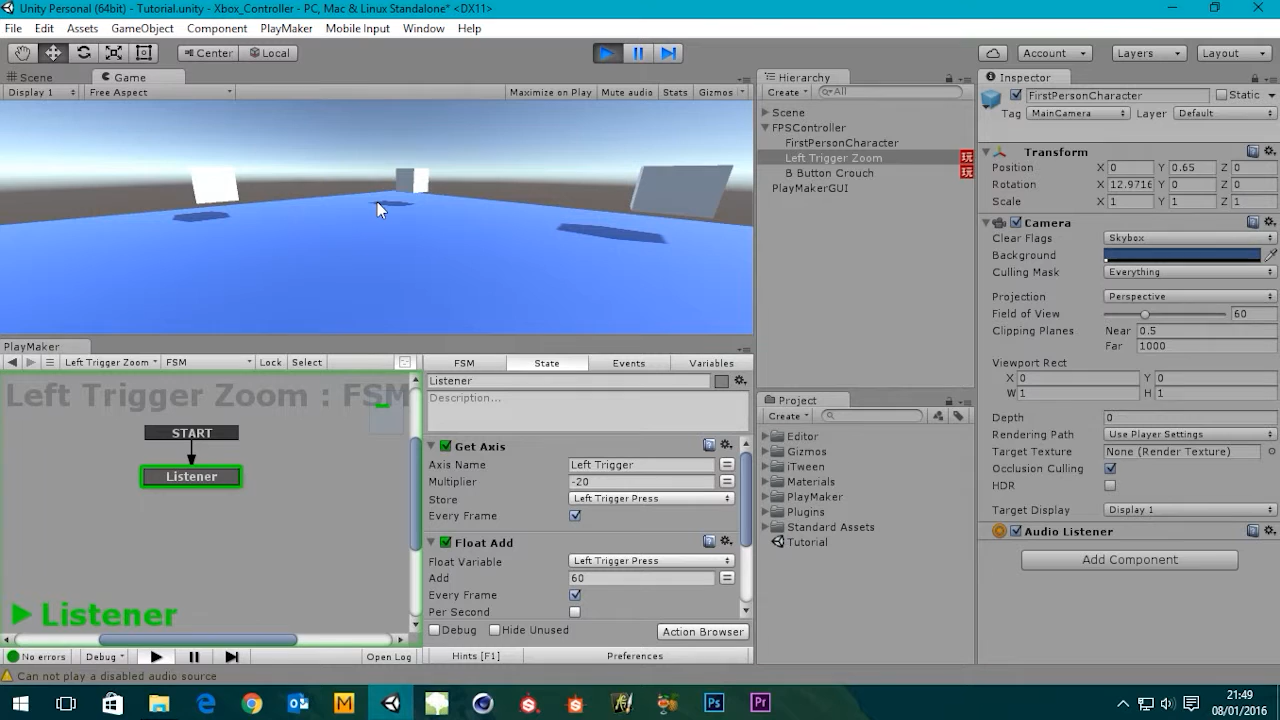 Unity Personal (64bit) - Tutorial.unity - Xbox_Controller - PC, Mac & Linux Standalone* <DX11>
File Edit Assets GameObject Component PlayMaker Mobile Input Window Help
Center Local Account Layers Layout
Scene Game
Display 1 Free Aspect Maximize on Play Mute audio Stats Gizmos
Hierarchy
Create All
Scene
FPSController
FirstPersonCharacter
Left Trigger Zoom 玩
B Button Crouch 玩
PlayMakerGUI
Inspector
FirstPersonCharacter Static
Tag MainCamera Layer Default
Transform
Position X 0 Y 0.65 Z 0
Rotation X 12.9716 Y 0 Z 0
Scale X 1 Y 1 Z 1
Camera
Clear Flags Skybox
Background
Culling Mask Everything
Projection Perspective
Field of View 60
Clipping Planes Near 0.5
Far 1000
Viewport Rect
X 0 Y 0
W 1 H 1
Depth 0
Rendering Path Use Player Settings
Target Texture None (Render Texture)
Occlusion Culling
HDR
Target Display Display 1
Audio Listener
Add Component
PlayMaker
Left Trigger Zoom FSM Lock Select
Left Trigger Zoom : FSM
START
Listener
Listener
No errors Debug Open Log
FSM State Events Variables
Listener
Description...
Get Axis
Axis Name Left Trigger
Multiplier -20
Store Left Trigger Press
Every Frame
Float Add
Float Variable Left Trigger Press
Add 60
Every Frame
Per Second
Debug Hide Unused Action Browser
Hints [F1] Preferences
Project
Create
Editor
Gizmos
iTween
Materials
PlayMaker
Plugins
Standard Assets
Tutorial
Can not play a disabled audio source
21:49
08/01/2016